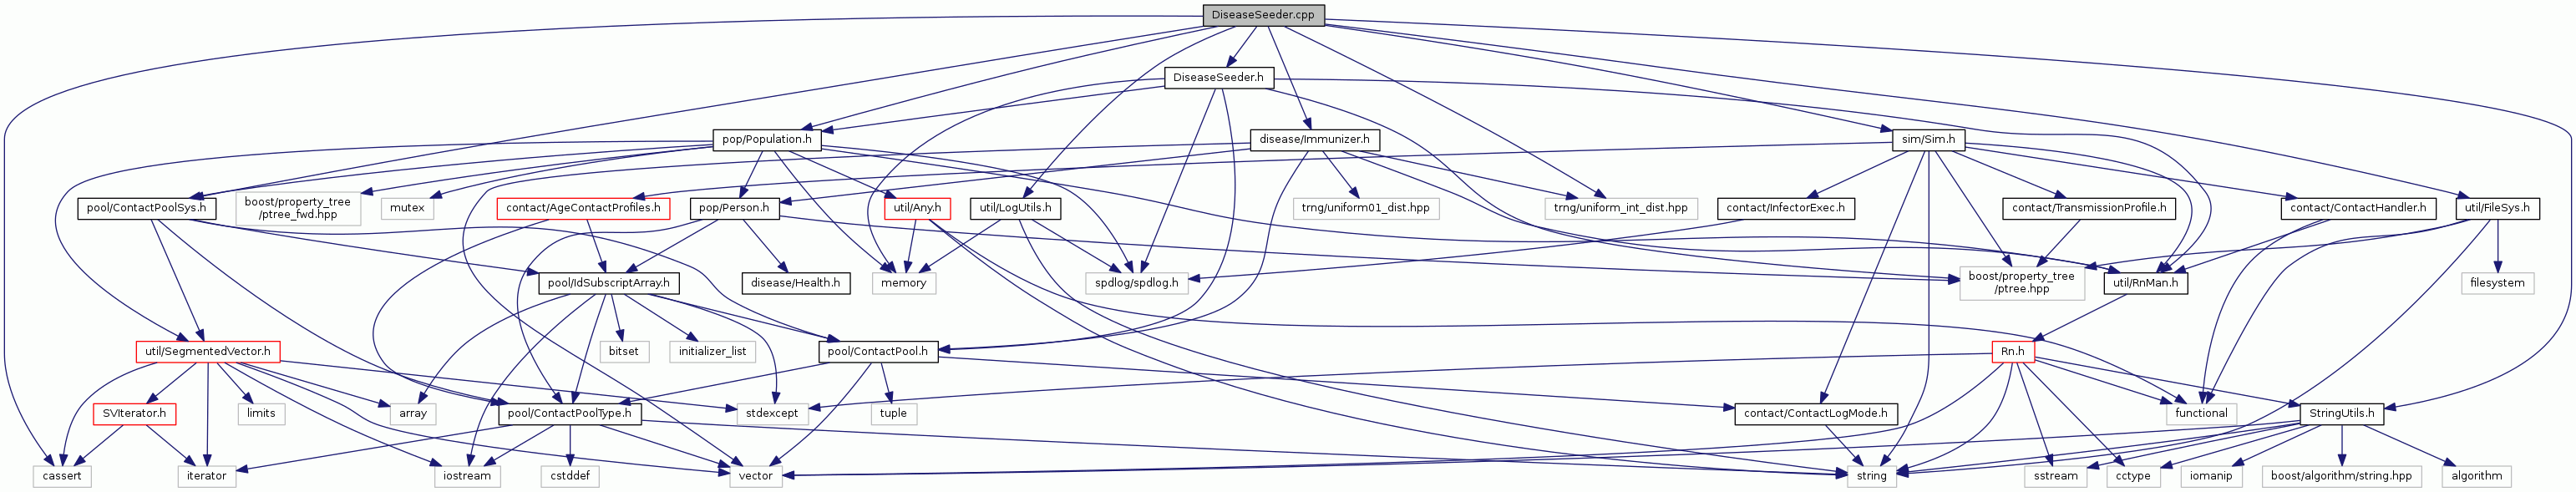 DiseaseSeeder.cpp
DiseaseSeeder.h
pop/Population.h
disease/Immunizer.h
sim/Sim.h
pool/ContactPoolSys.h
boost/property_tree
/ptree_fwd.hpp
mutex
contact/AgeContactProfiles.h
pop/Person.h
util/Any.h
util/LogUtils.h
trng/uniform01_dist.hpp
trng/uniform_int_dist.hpp
contact/InfectorExec.h
contact/TransmissionProfile.h
contact/ContactHandler.h
util/FileSys.h
pool/IdSubscriptArray.h
disease/Health.h
memory
spdlog/spdlog.h
boost/property_tree
/ptree.hpp
util/RnMan.h
filesystem
util/SegmentedVector.h
bitset
initializer_list
pool/ContactPool.h
Rn.h
SVIterator.h
limits
array
pool/ContactPoolType.h
stdexcept
tuple
contact/ContactLogMode.h
functional
StringUtils.h
cassert
iterator
iostream
cstddef
vector
string
sstream
cctype
iomanip
boost/algorithm/string.hpp
algorithm